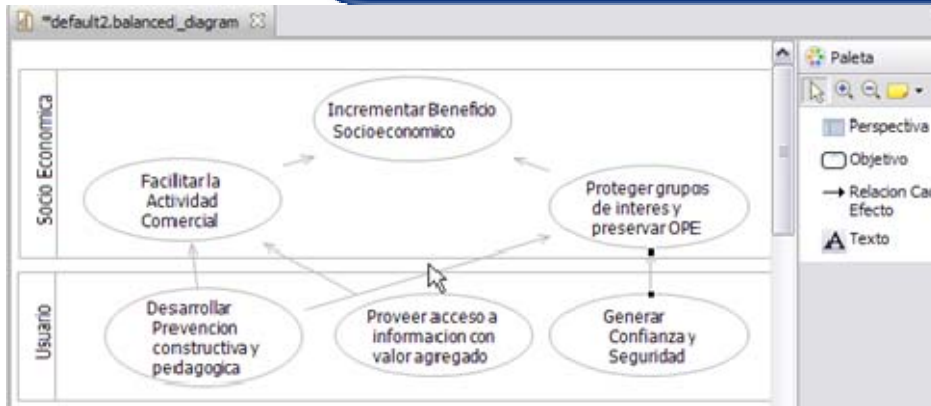 *default2.balanced_diagram
Socio Economica
Incrementar Beneficio
Socioeconomico
Facilitar la
Actividad
Comercial
Proteger grupos
de interes y
preservar OPE
Usuario
Desarrollar
Prevencion
constructiva y
pedagogica
Proveer acceso a
informacion con
valor agregado
Generar
Confianza y
Seguridad
Paleta
Perspectiva
Objetivo
Relacion
Efecto
Texto